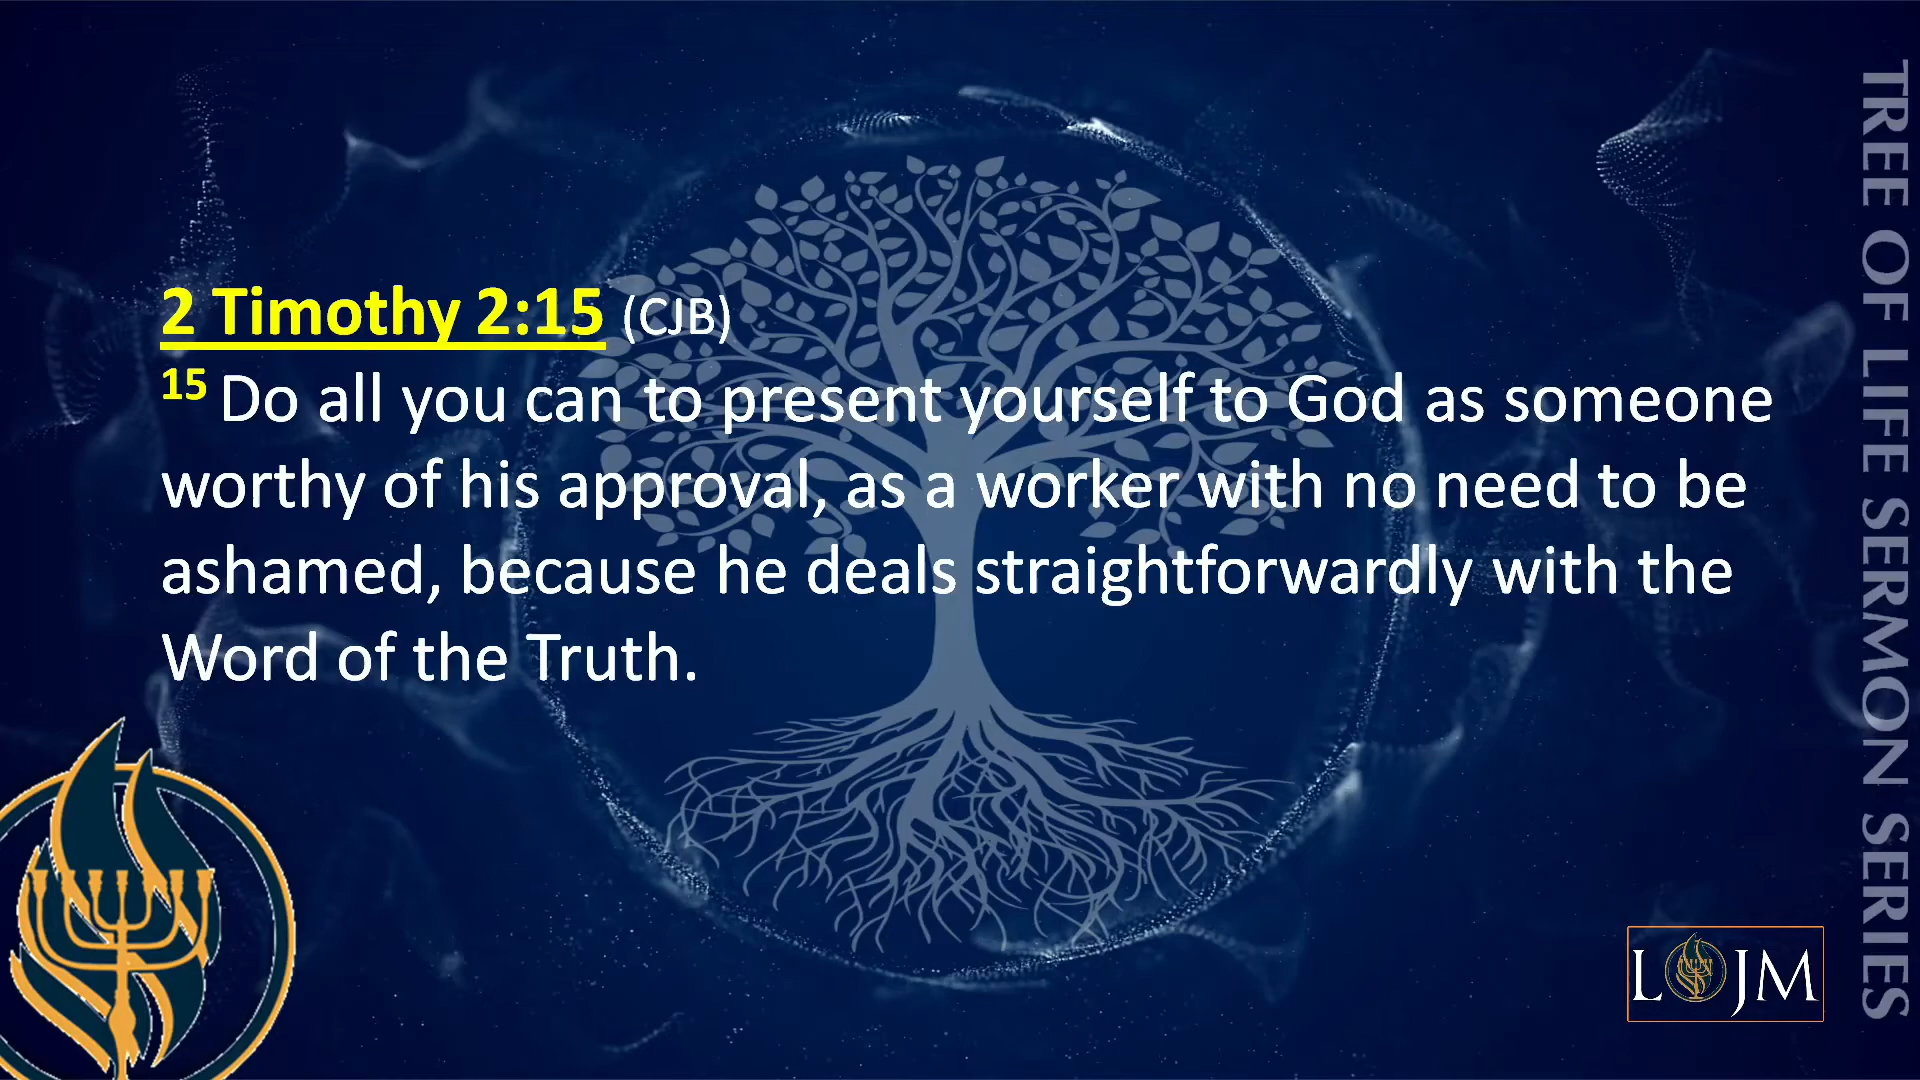 2 Timothy 2:15 (CJB)
15 Do all you can to present yourself to God as someone
worthy of his approval, as a worker with no need to be
ashamed, because he deals straightforwardly with the
Word of the Truth.
TREE OF LIFE SERMON SERIES
LOJM